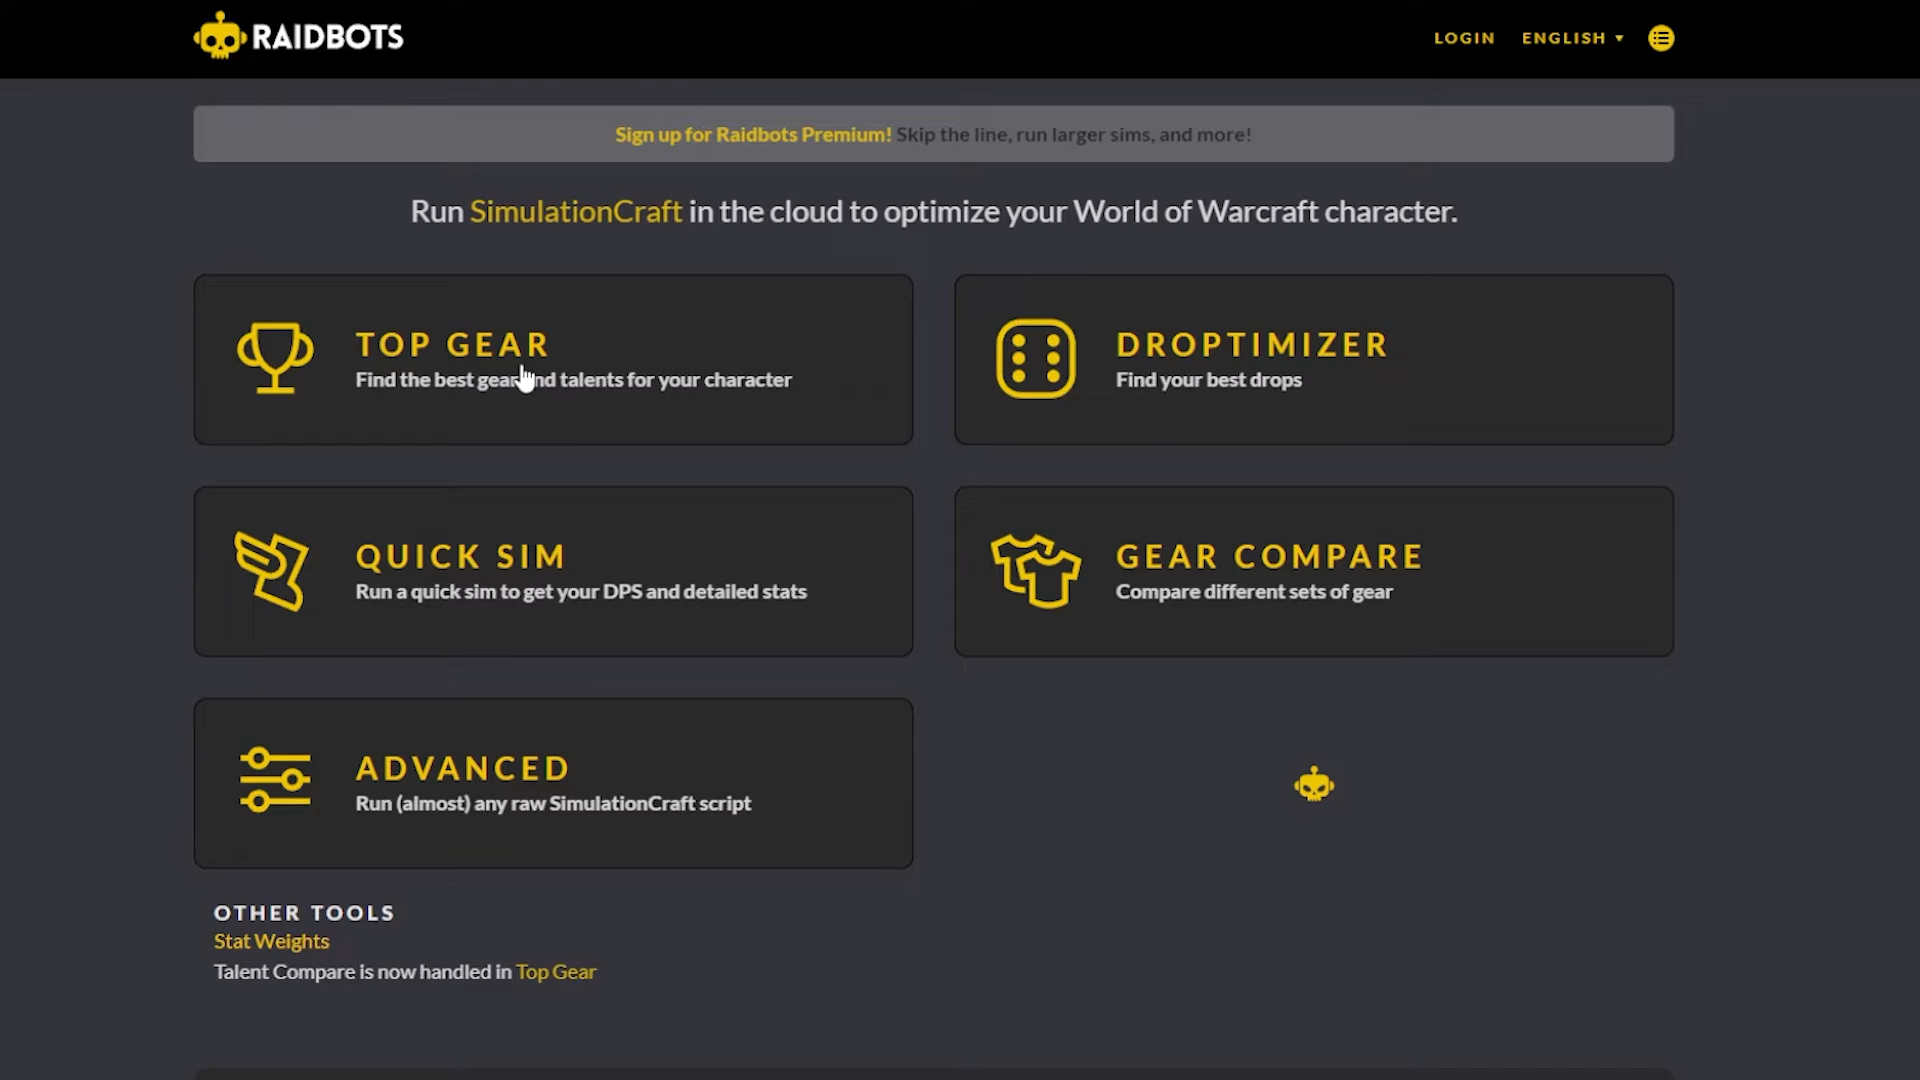 RAIDBOTS
LOGIN
ENGLISH
Sign up for Raidbots Premium! Skip the line, run larger sims, and more!
Run SimulationCraft in the cloud to optimize your World of Warcraft character.
TOP GEAR
Find the best gear and talents for your character
DROPTIMIZER
Find your best drops
QUICK SIM
Run a quick sim to get your DPS and detailed stats
GEAR COMPARE
Compare different sets of gear
ADVANCED
Run (almost) any raw SimulationCraft script
OTHER TOOLS
Stat Weights
Talent Compare is now handled in Top Gear